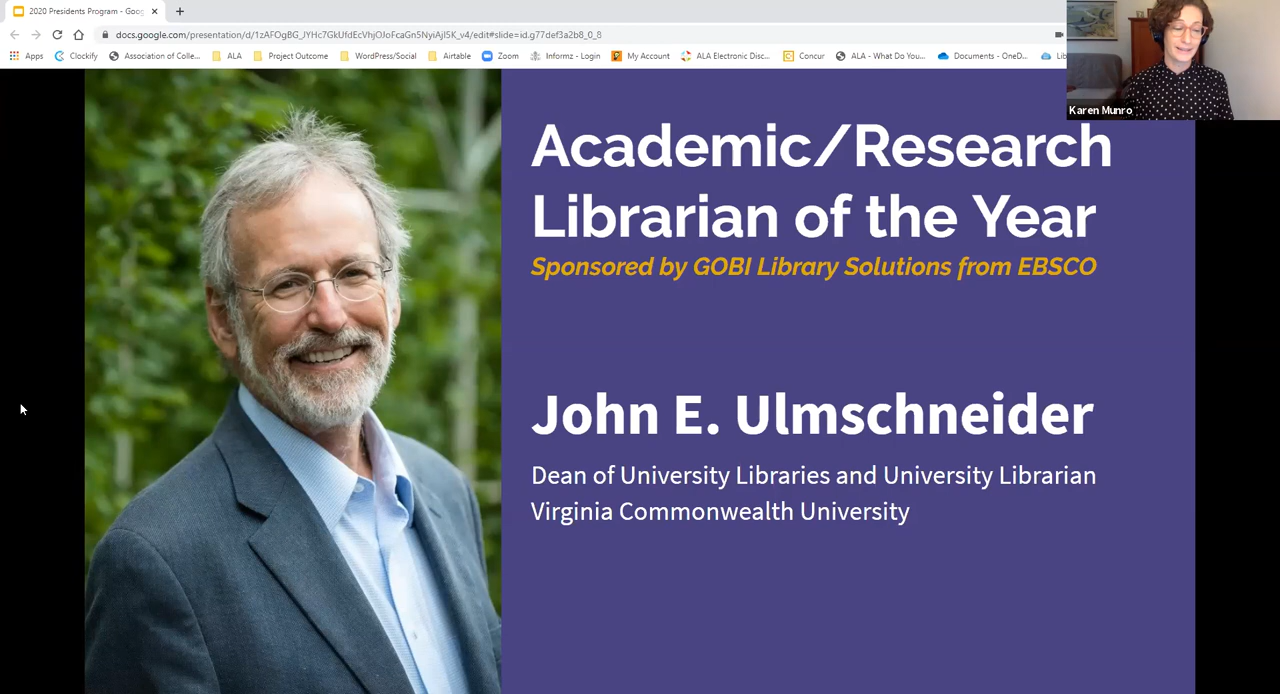 2020 Presidents Program - Goog
docs.google.com/presentation/d/1zAFOgBG_JYHc7GkUfdEcVhrOJoFcaGn5NyiAjISK_v4/edit#slide=id.g77def3a2b8_0_8
Apps Clockify Association of Colle... ALA Project Outcome WordPress/Social Airtable Zoom Informz - Login My Account ALA Electronic Disc... Concur ALA - What Do You... Documents - OneD... Lib
Karen Munro
Academic/Research
Librarian of the Year
Sponsored by GOBI Library Solutions from EBSCO
John E. Ulmschneider
Dean of University Libraries and University Librarian
Virginia Commonwealth University